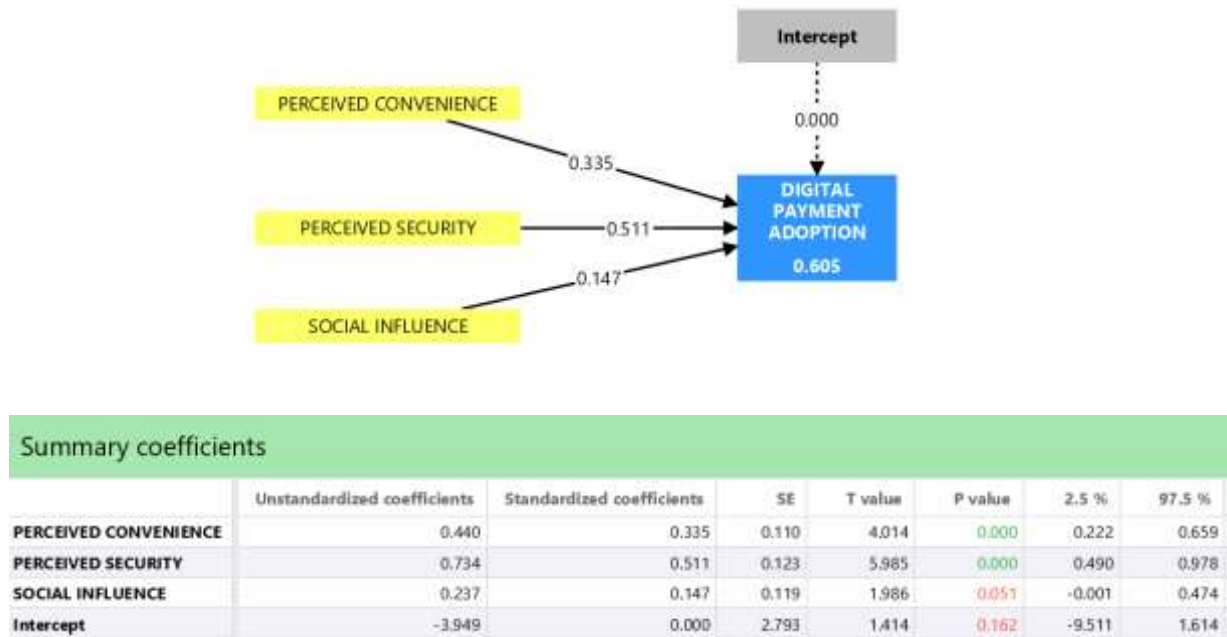 Intercept
PERCEIVED CONVENIENCE
0.000
0.335
DIGITAL
PAYMENT
ADOPTION
0.605
PERCEIVED SECURITY
0.511
0.147
SOCIAL INFLUENCE
Summary coefficients
Unstandardized coefficients Standardized coefficients SE T value P value 2.5 % 97.5 %
PERCEIVED CONVENIENCE 0.440 0.335 0.110 4.014 0.000 0.222 0.659
PERCEIVED SECURITY 0.734 0.511 0.123 5.985 0.000 0.490 0.978
SOCIAL INFLUENCE 0.237 0.147 0.119 1.986 0.051 -0.001 0.474
Intercept -3.949 0.000 2.793 1.414 0.162 -9.511 1.614